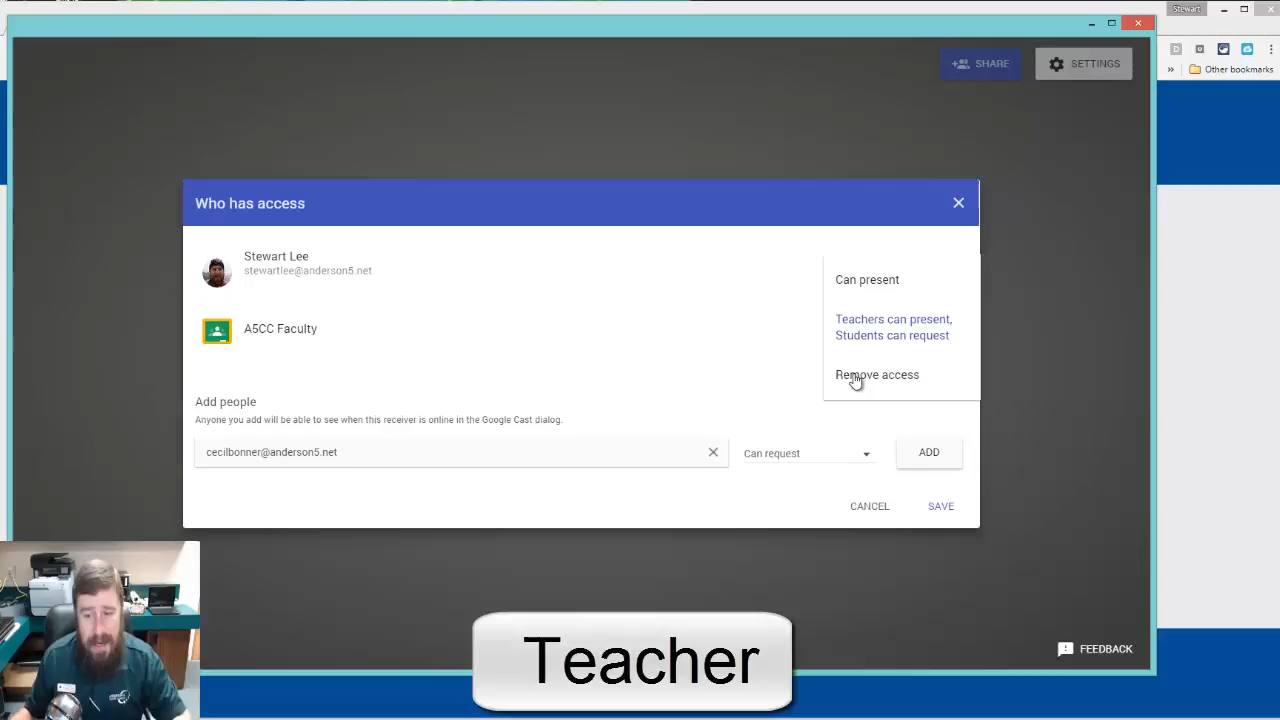 Stewart
Other bookmarks
SHARE
SETTINGS
Who has access
Stewart Lee
stewartlee@anderson5.net
Can present
Teachers can present,
Students can request
A5CC Faculty
Remove access
Add people
Anyone you add will be able to see when this receiver is online in the Google Cast dialog.
cecilbonner@anderson5.net
Can request
ADD
CANCEL
SAVE
Teacher
FEEDBACK